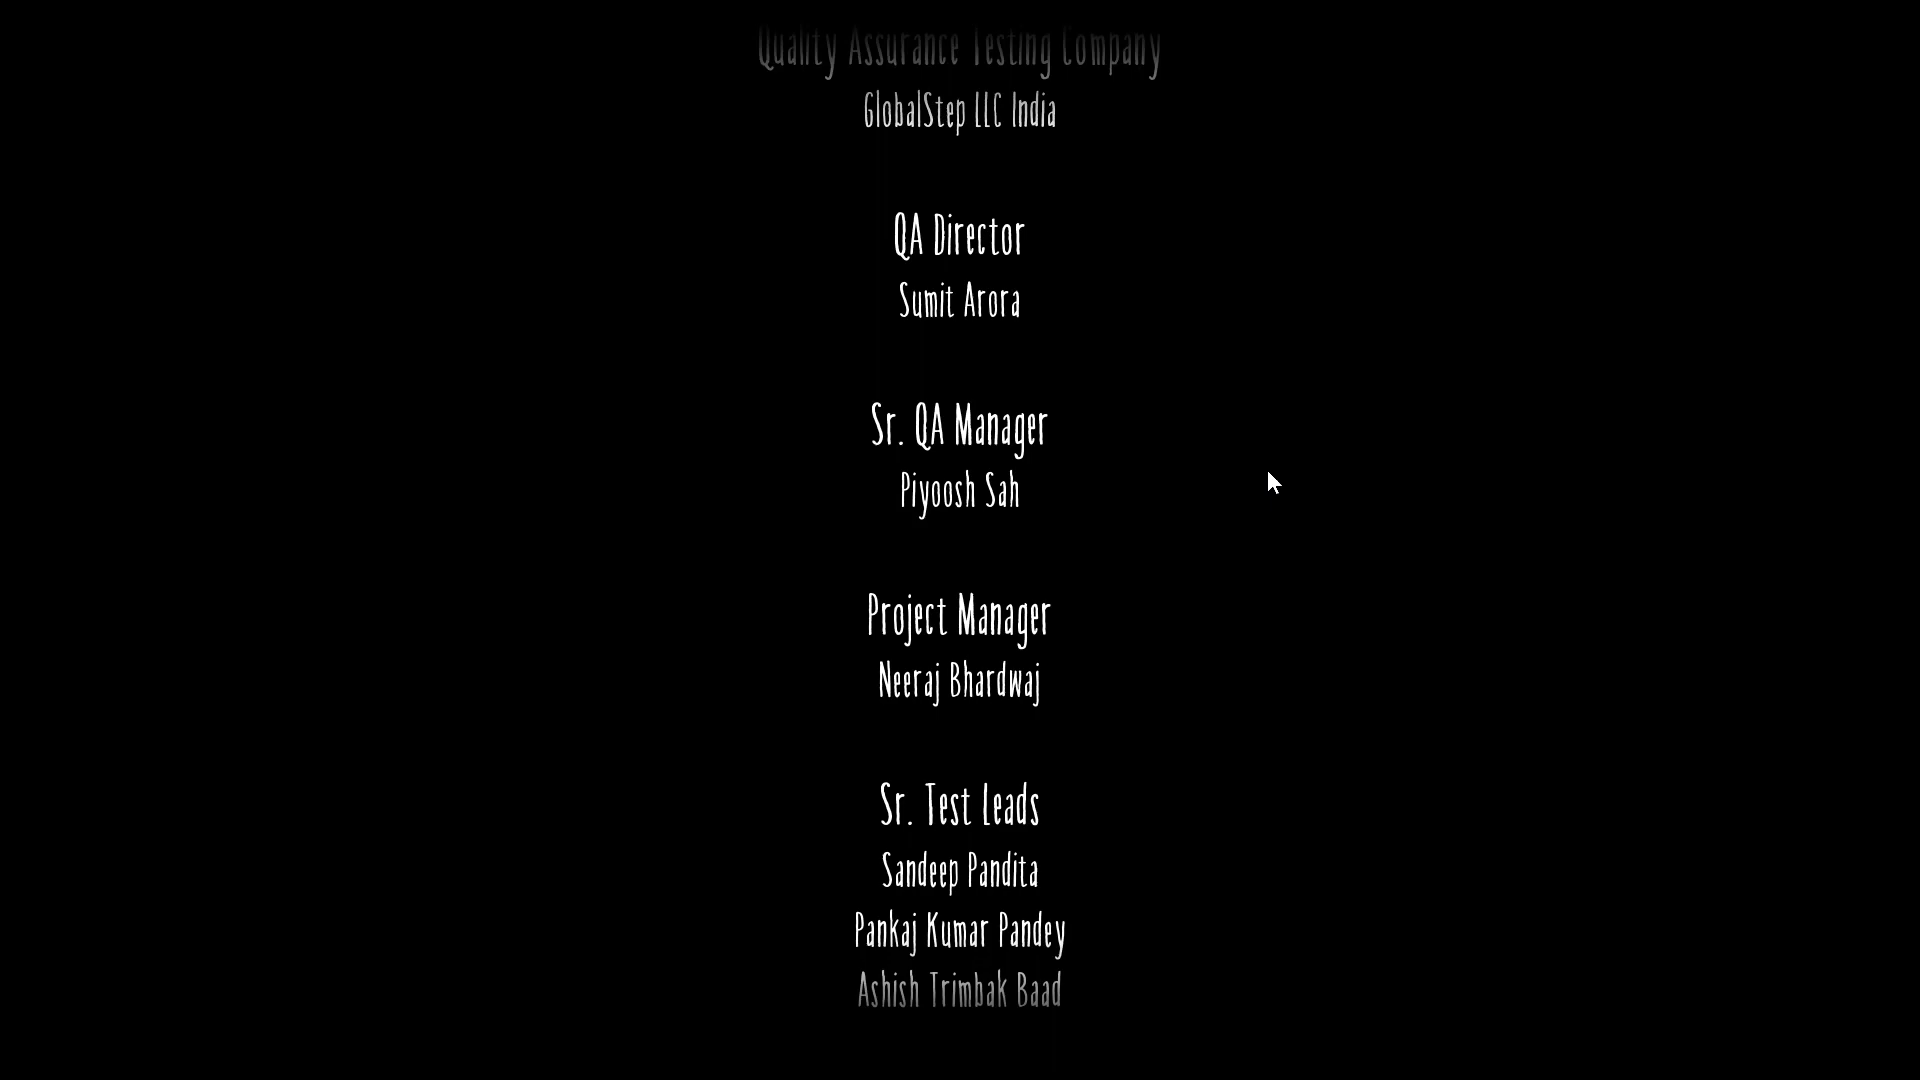 Quality Assurance Testing Company
GlobalStep LLC India
QA Director
Sumit Arora
Sr. QA Manager
Piyoosh Sah
Project Manager
Neeraj Bhardwaj
Sr. Test Leads
Sandeep Pandita
Pankaj Kumar Pandey
Ashish Trimbak Baad